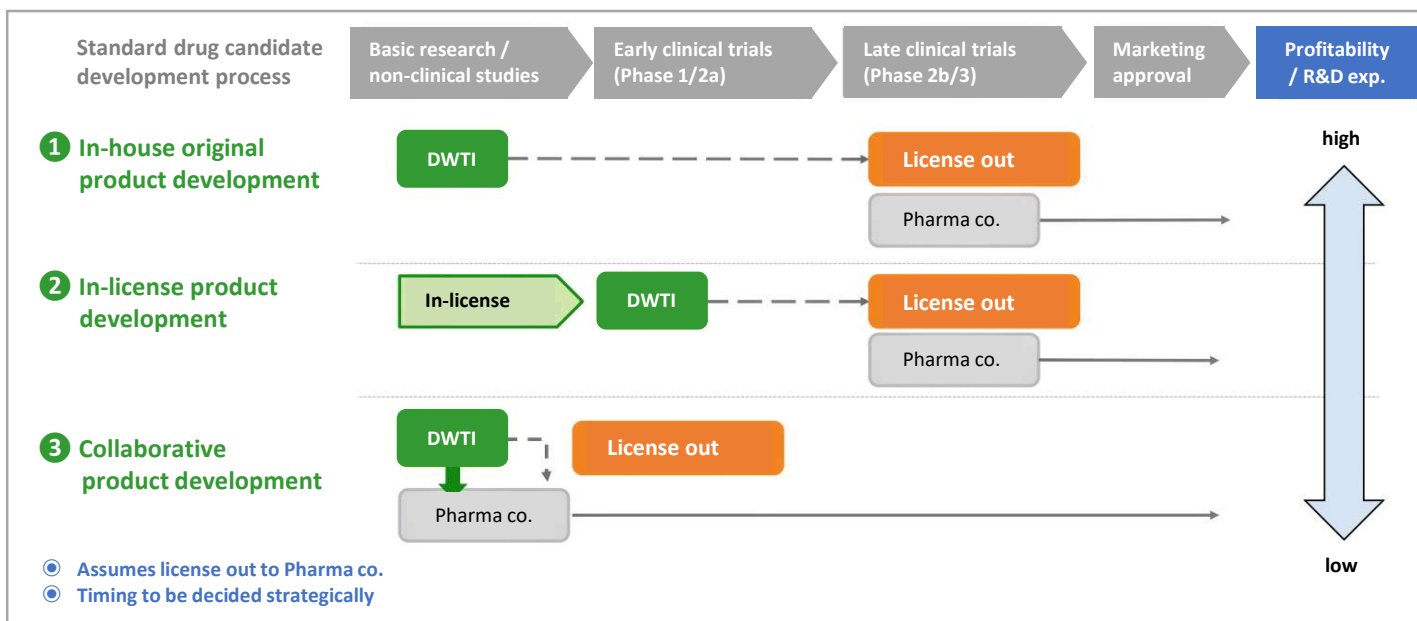 Standard drug candidate
development process
Basic research /
non-clinical studies
Early clinical trials
(Phase 1/2a)
Late clinical trials
(Phase 2b/3)
Marketing
approval
Profitability
/ R&D exp.
❶ In-house original
product development
DWTI
License out
Pharma co.
high
❷ In-license product
development
In-license
DWTI
License out
Pharma co.
❸ Collaborative
product development
DWTI
License out
Pharma co.
low
◉ Assumes license out to Pharma co.
◉ Timing to be decided strategically